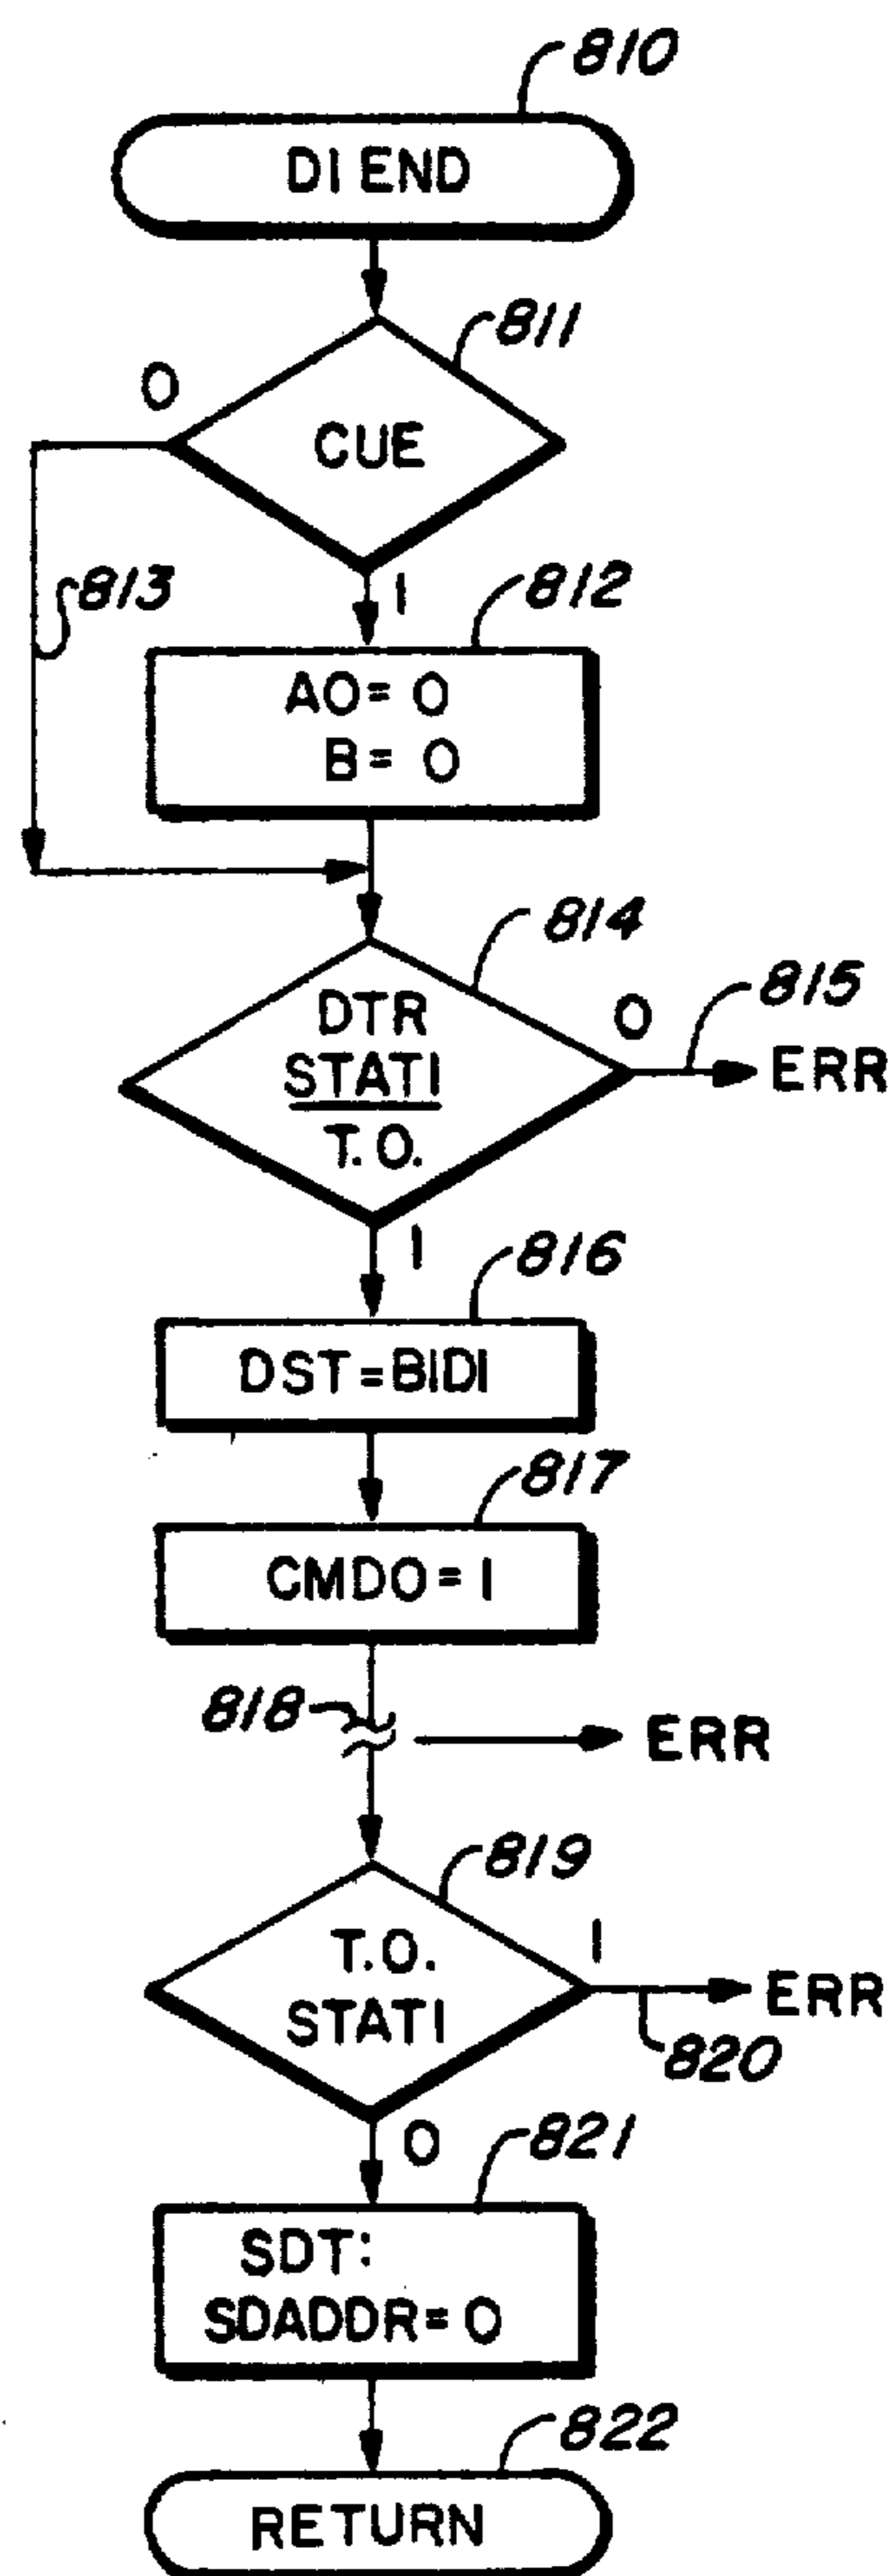 810
DI END
811
0
CUE
1
813
812
AO= 0
B= 0
814
815
DTR
STATI
T.O.
0
ERR
1
816
DST=BIDI
817
CMDO=1
818
ERR
819
T.O.
STATI
1
ERR
820
0
821
SDT:
SDADDR=0
822
RETURN